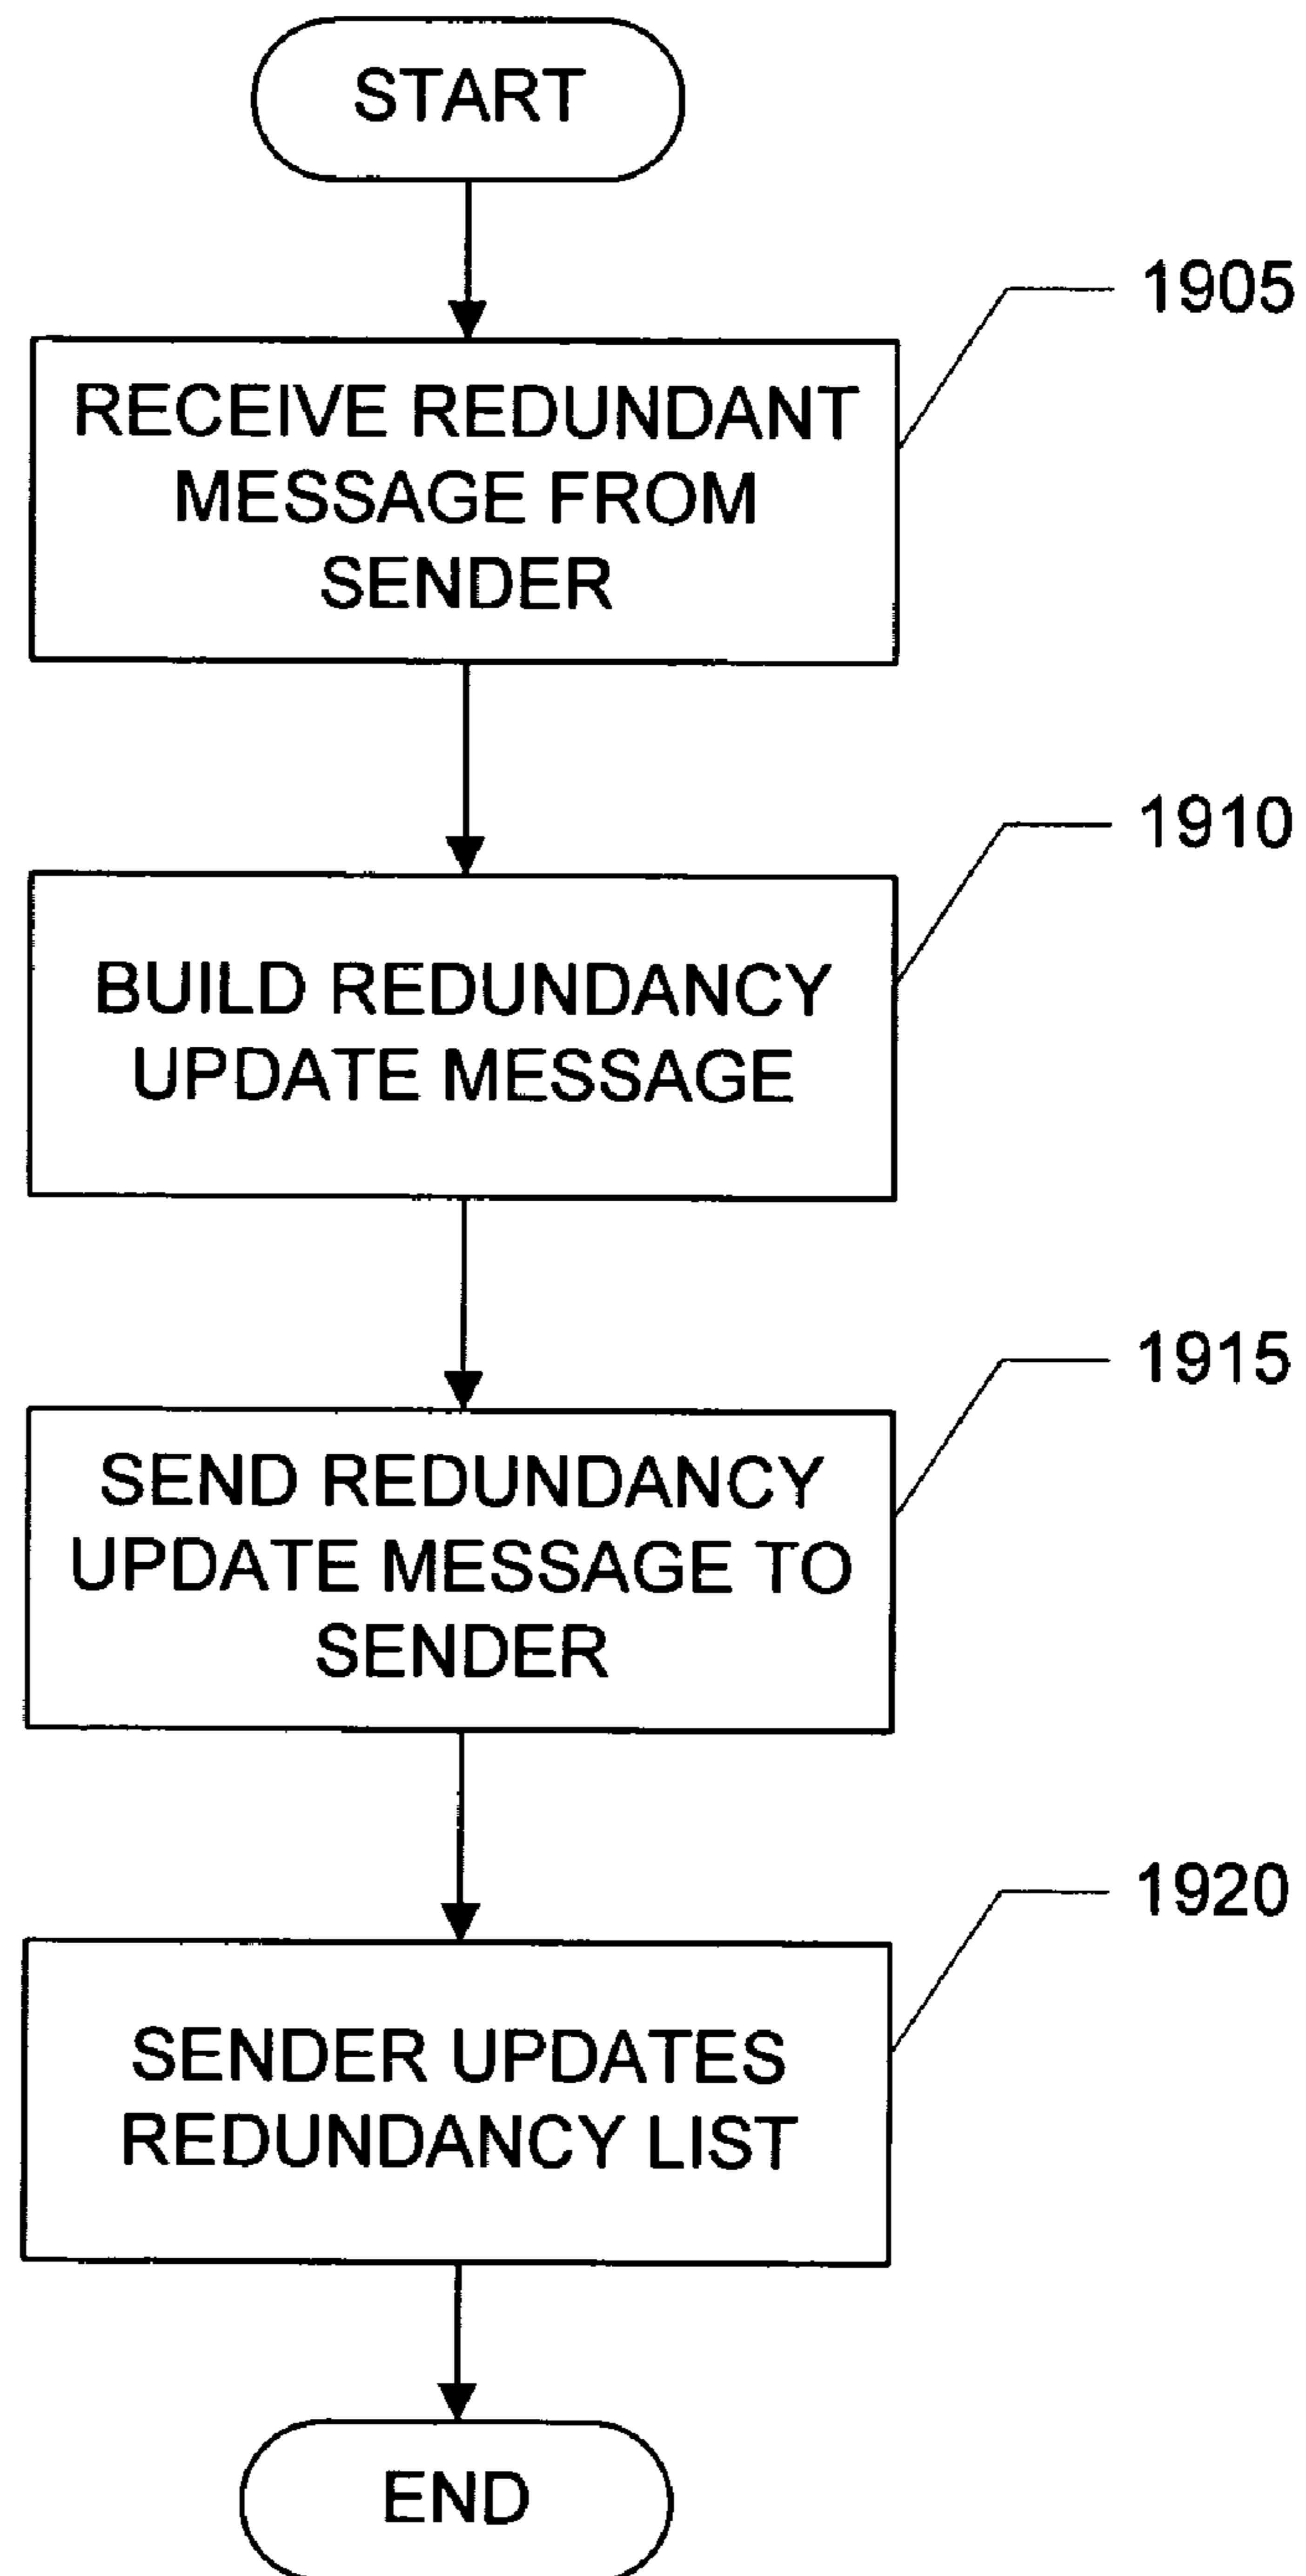 START
1905
RECEIVE REDUNDANT
MESSAGE FROM
SENDER
1910
BUILD REDUNDANCY
UPDATE MESSAGE
1915
SEND REDUNDANCY
UPDATE MESSAGE TO
SENDER
1920
SENDER UPDATES
REDUNDANCY LIST
END